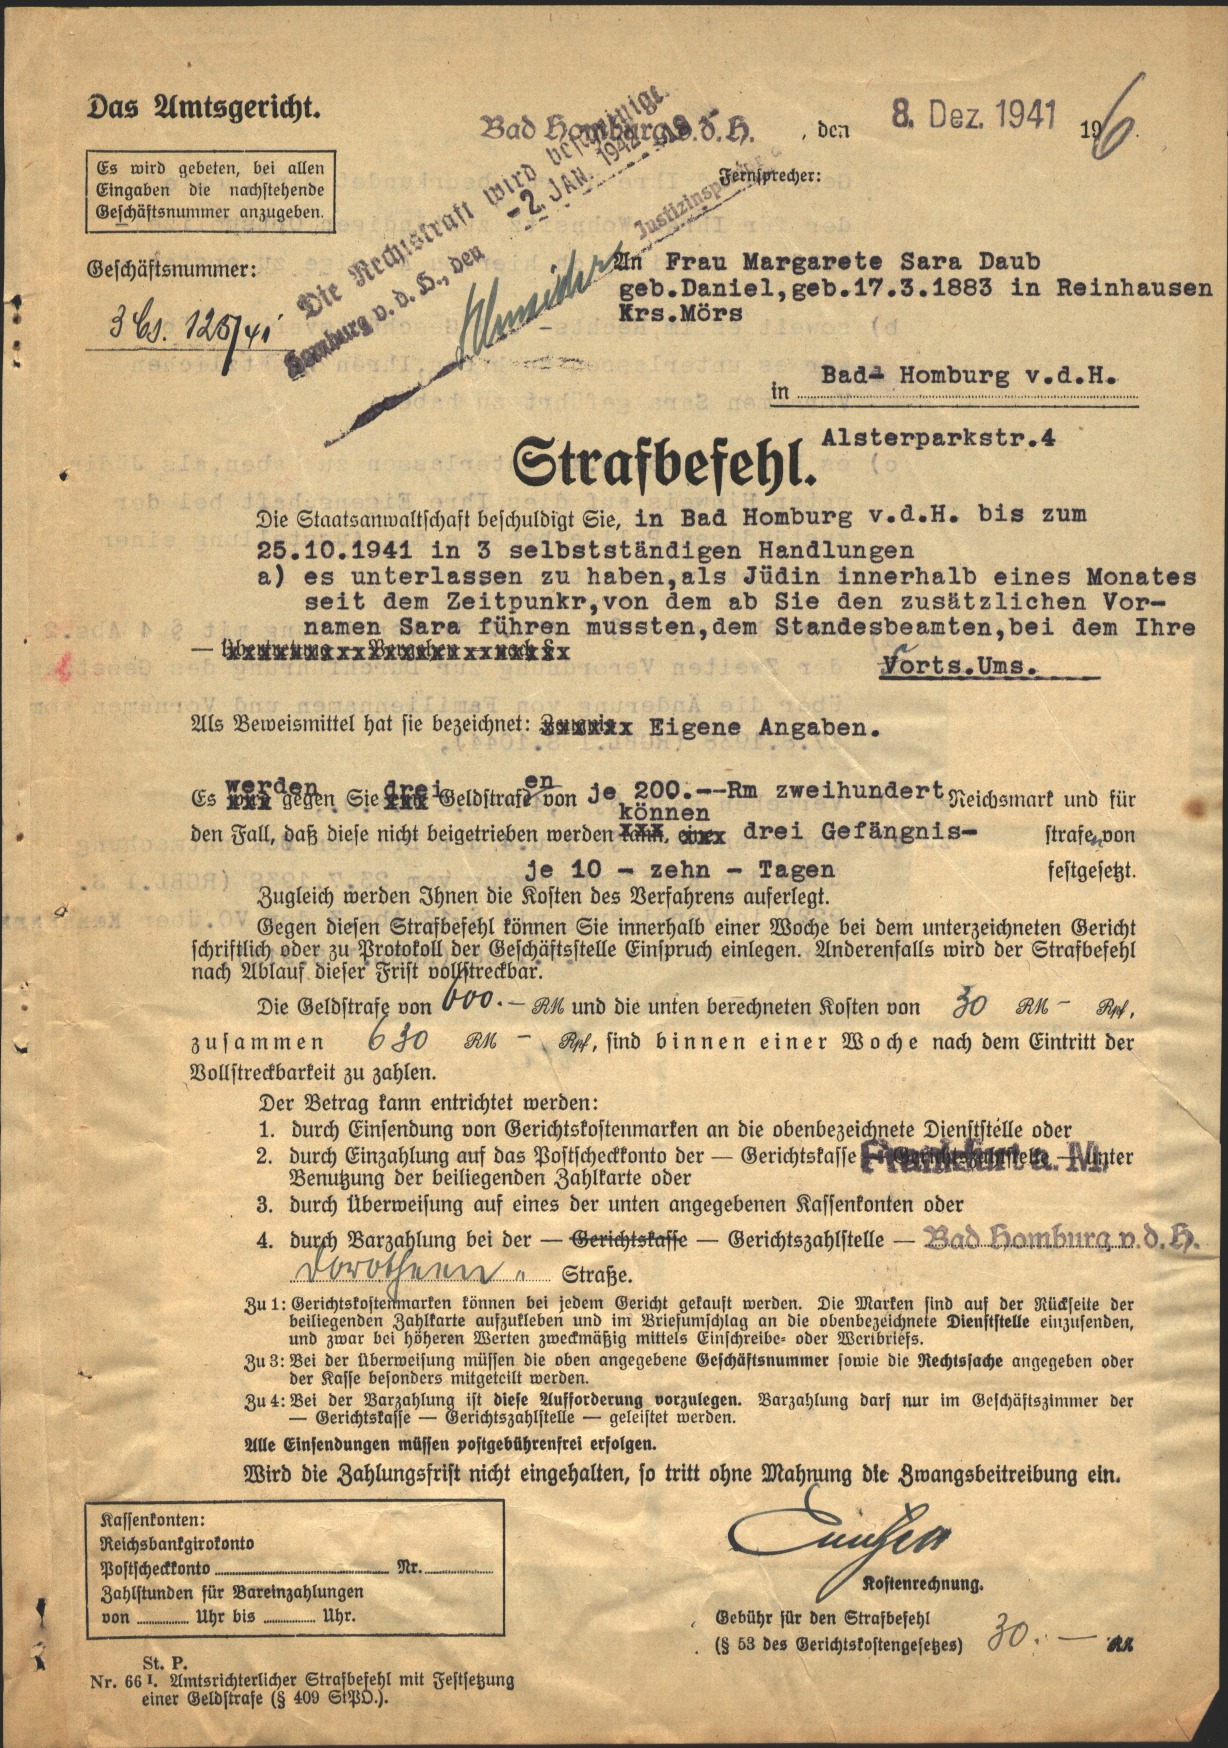 Das Amtsgericht.
Bad Homburg v. d. H. , den 8. Dez. 1941 196.
Es wird gebeten, bei allen
Eingaben die nachstehende
Geschäftsnummer anzugeben.
Fernsprecher:
Geschäftsnummer:
3 Cs. 125/41
Die Rechtskraft wird bescheinigt.
Homburg v. d. H., den -2. JAN. 1942
Justizinspektor
An Frau Margarete Sara Daub
geb.Daniel,geb.17.3.1883 in Reinhausen
Krs.Mörs
in Bad- Homburg v.d.H.
Alsterparkstr.4
Strafbefehl.
Die Staatsanwaltschaft beschuldigt Sie, in Bad Homburg v.d.H. bis zum
25.10.1941 in 3 selbstständigen Handlungen
a) es unterlassen zu haben,als Jüdin innerhalb eines Monates
seit dem Zeitpunkr,von dem ab Sie den zusätzlichen Vor-
namen Sara führen mussten,dem Standesbeamten,bei dem Ihre
— Übertretung — Vergehen — nach §
Vorts.Ums.
Als Beweismittel hat sie bezeichnet: Zeugnis Eigene Angaben.
Es werden gegen Sie drei Geldstrafen von je 200.--Rm zweihundert Reichsmark und für
den Fall, daß diese nicht beigetrieben werden kann, können einer drei Gefängnis- strafen von
je 10 - zehn - Tagen festgesetzt.
Zugleich werden Ihnen die Kosten des Verfahrens auferlegt.
Gegen diesen Strafbefehl können Sie innerhalb einer Woche bei dem unterzeichneten Gericht
schriftlich oder zu Protokoll der Geschäftsstelle Einspruch einlegen. Anderenfalls wird der Strafbefehl
nach Ablauf dieser Frist vollstreckbar.
Die Geldstrafe von 600.- RM und die unten berechneten Kosten von 30 RM — Rpf,
zusammen 630 RM — Rpf, sind binnen einer Woche nach dem Eintritt der
Vollstreckbarkeit zu zahlen.
Der Betrag kann entrichtet werden:
1. durch Einsendung von Gerichtskostenmarken an die obenbezeichnete Dienststelle oder
2. durch Einzahlung auf das Postscheckkonto der — Gerichtskasse — Gerichtszahlstelle — Frankfurt a. M. unter
Benutzung der beiliegenden Zahlkarte oder
3. durch Überweisung auf eines der unten angegebenen Kassenkonten oder
4. durch Barzahlung bei der — Gerichtskasse — Gerichtszahlstelle — Bad Homburg v. d. H.
Dorotheen- Straße.
Zu 1: Gerichtskostenmarken können bei jedem Gericht gekauft werden. Die Marken sind auf der Rückseite der
beiliegenden Zahlkarte aufzukleben und im Briefumschlag an die obenbezeichnete Dienststelle einzusenden,
und zwar bei höheren Werten zweckmäßig mittels Einschreibe- oder Wertbriefs.
Zu 3: Bei der Überweisung müssen die oben angegebene Geschäftsnummer sowie die Rechtssache angegeben oder
der Kasse besonders mitgeteilt werden.
Zu 4: Bei der Barzahlung ist diese Aufforderung vorzulegen. Barzahlung darf nur im Geschäftszimmer der
— Gerichtskasse — Gerichtszahlstelle — geleistet werden.
Alle Einsendungen müssen postgebührenfrei erfolgen.
Wird die Zahlungsfrist nicht eingehalten, so tritt ohne Mahnung die Zwangsbeitreibung ein.
Kassenkonten:
Reichsbankgirokonto
Postscheckkonto Nr.
Zahlstunden für Bareinzahlungen
von Uhr bis Uhr.
Kostenrechnung.
Gebühr für den Strafbefehl
(§ 53 des Gerichtskostengesetzes) 30.— RM
St. P.
Nr. 66 I. Amtsrichterlicher Strafbefehl mit Festsetzung
einer Geldstrafe (§ 409 StPO.).